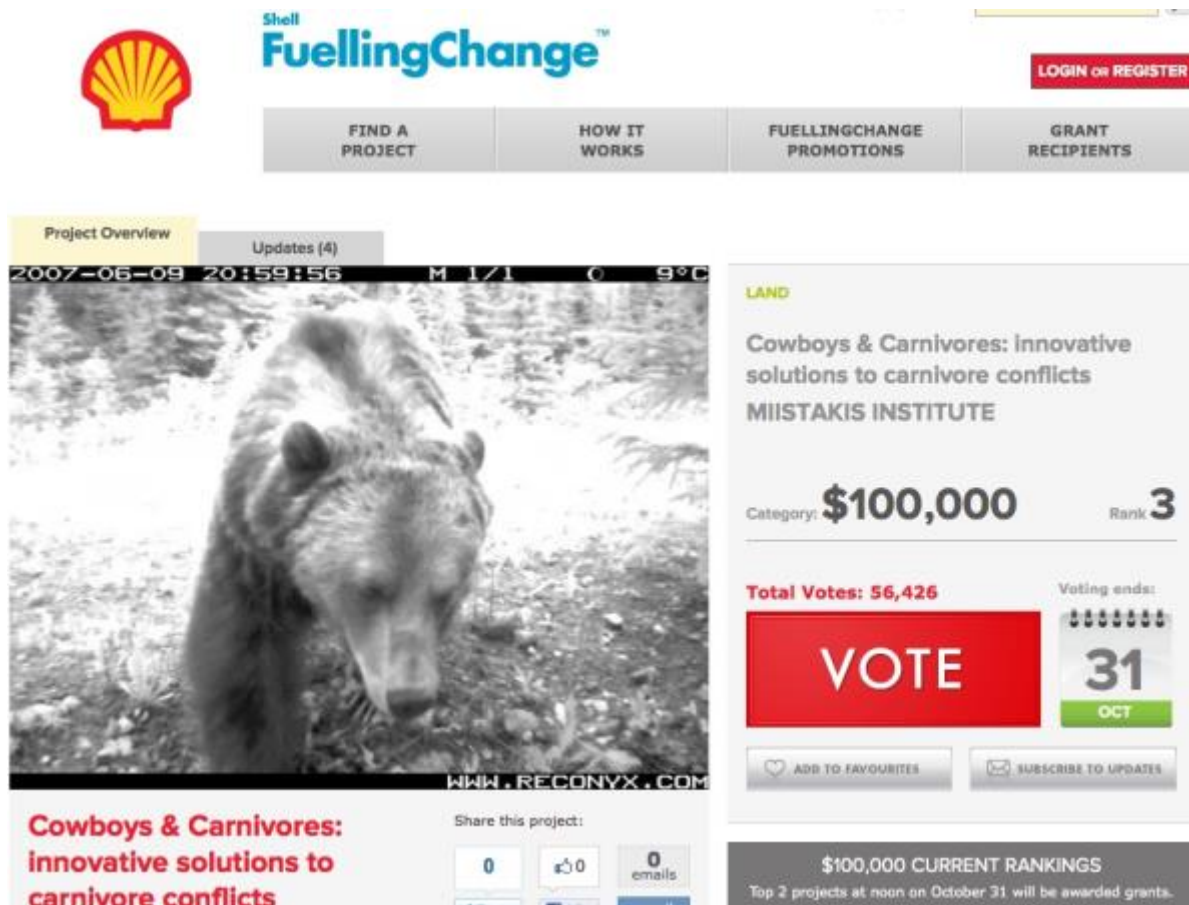 Shell
FuellingChange™
LOGIN OR REGISTER
FIND A
PROJECT
HOW IT
WORKS
FUELLINGCHANGE
PROMOTIONS
GRANT
RECIPIENTS
Project Overview
Updates (4)
2007-06-09 20:59:56 M 1/1 9°C
WWW.RECONYX.COM
LAND
Cowboys & Carnivores: innovative
solutions to carnivore conflicts
MIISTAKIS INSTITUTE
Category: $100,000 Rank 3
Total Votes: 56,426
Voting ends:
VOTE
31
OCT
ADD TO FAVOURITES
SUBSCRIBE TO UPDATES
Cowboys & Carnivores:
innovative solutions to
carnivore conflicts
Share this project:
0
0
0
emails
$100,000 CURRENT RANKINGS
Top 2 projects at noon on October 31 will be awarded grants.